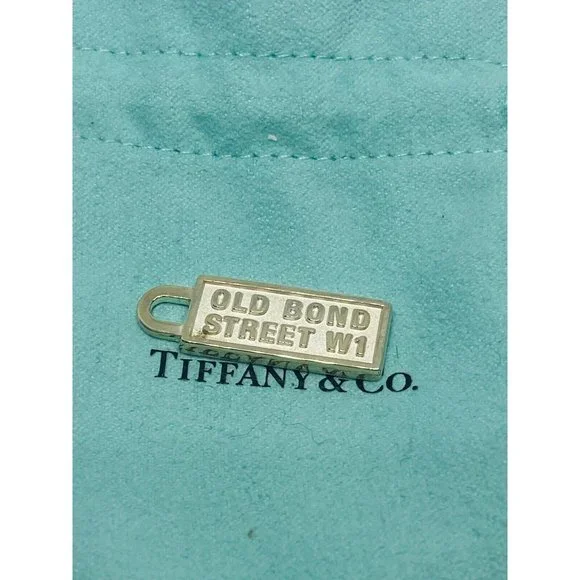 OLD BOND
STREET W1
TIFFANY & CO.